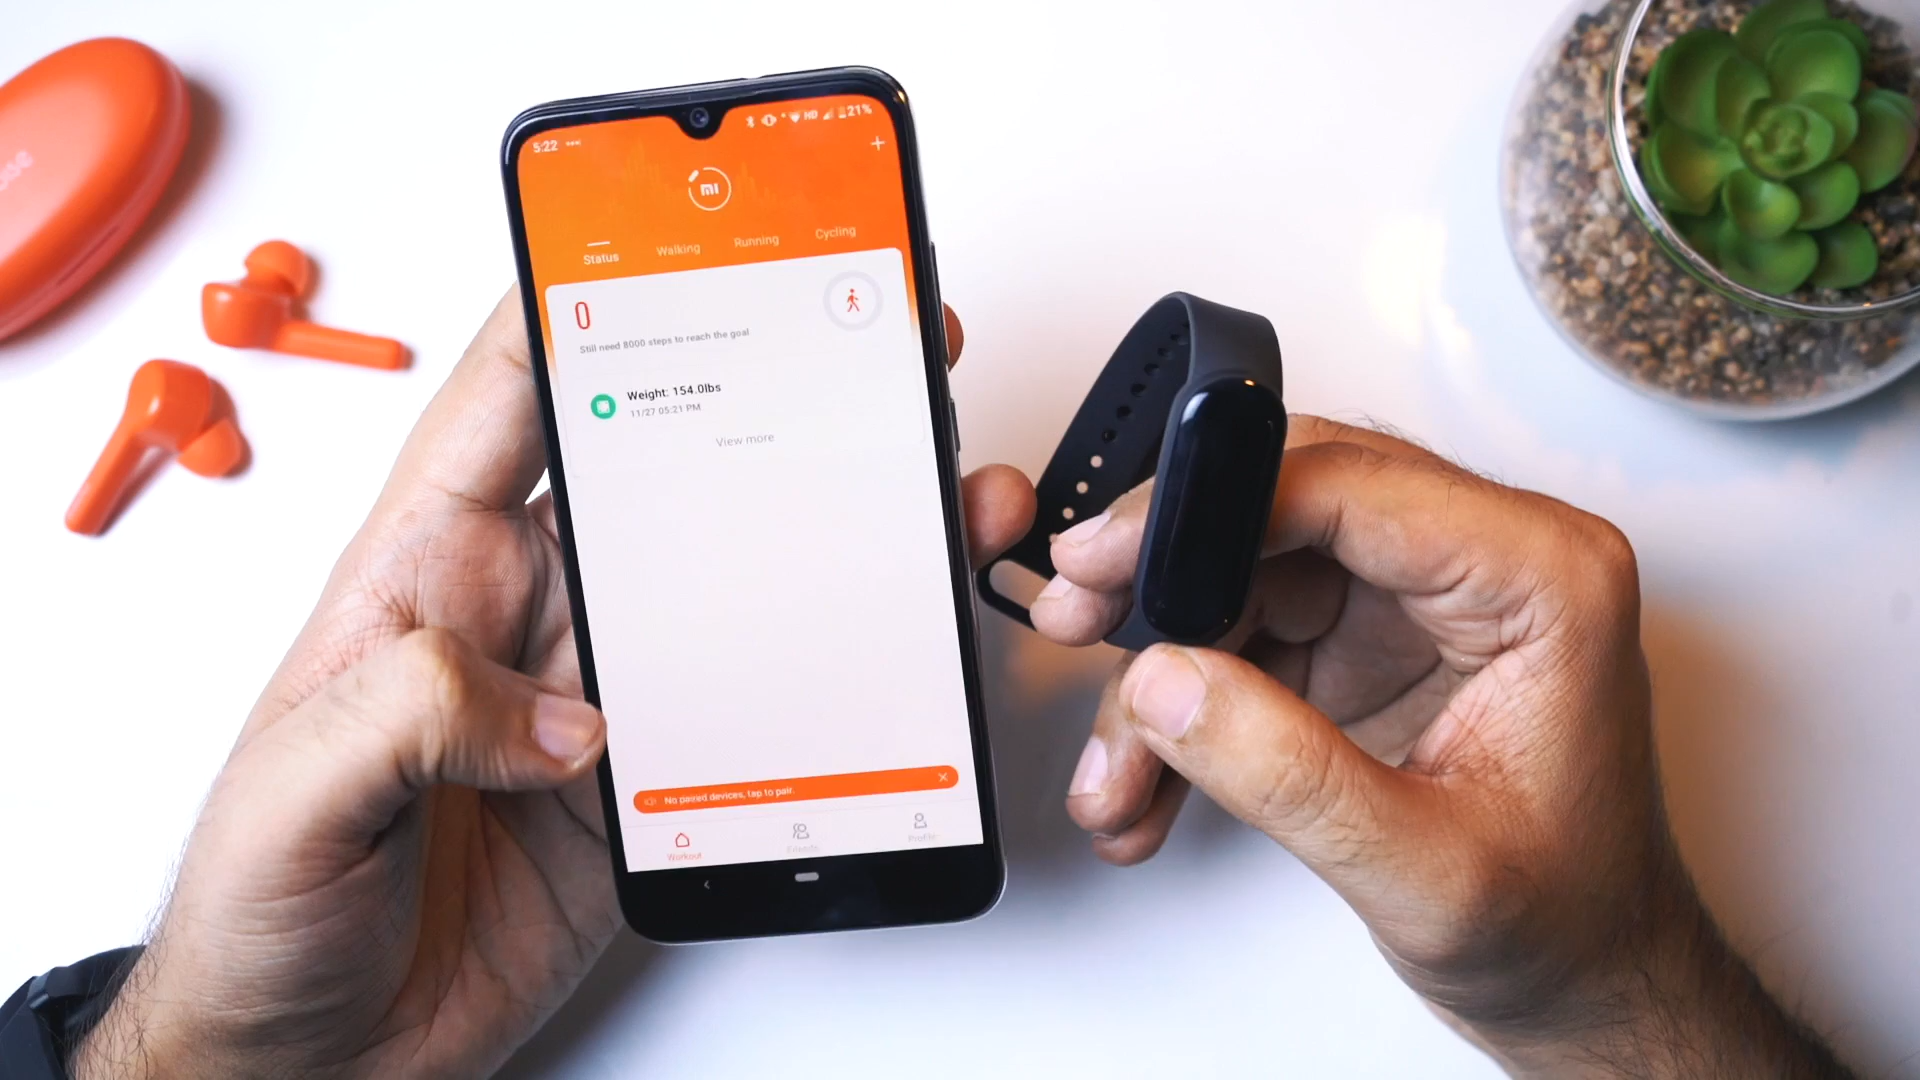 5:22
HD 21%
+
mi
Status Walking Running Cycling
0
Still need 8000 steps to reach the goal
Weight: 154.0lbs
11/27 05:21 PM
View more
No paired devices, tap to pair.
Workout Friends Profile